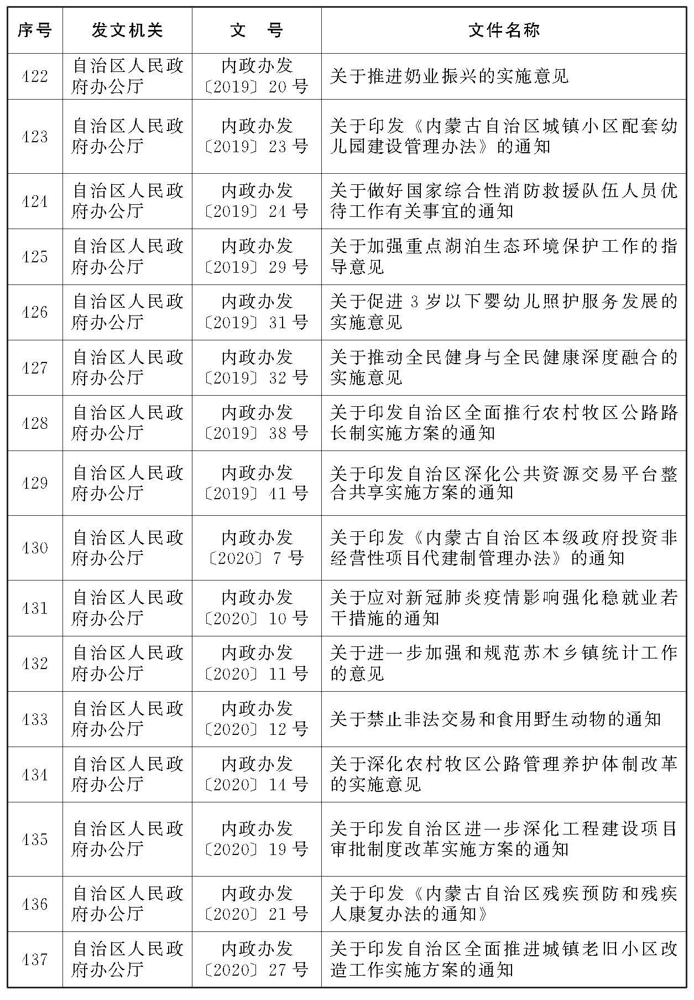 序号 发文机关 文 号 文件名称
422 自治区人民政府办公厅 内政办发〔2019〕20号 关于推进奶业振兴的实施意见
423 自治区人民政府办公厅 内政办发〔2019〕23号 关于印发《内蒙古自治区城镇小区配套幼儿园建设管理办法》的通知
424 自治区人民政府办公厅 内政办发〔2019〕24号 关于做好国家综合性消防救援队伍人员优待工作有关事宜的通知
425 自治区人民政府办公厅 内政办发〔2019〕29号 关于加强重点湖泊生态环境保护工作的指导意见
426 自治区人民政府办公厅 内政办发〔2019〕31号 关于促进3岁以下婴幼儿照护服务发展的实施意见
427 自治区人民政府办公厅 内政办发〔2019〕32号 关于推动全民健身与全民健康深度融合的实施意见
428 自治区人民政府办公厅 内政办发〔2019〕38号 关于印发自治区全面推行农村牧区公路路长制实施方案的通知
429 自治区人民政府办公厅 内政办发〔2019〕41号 关于印发自治区深化公共资源交易平台整合共享实施方案的通知
430 自治区人民政府办公厅 内政办发〔2020〕7号 关于印发《内蒙古自治区本级政府投资非经营性项目代建制管理办法》的通知
431 自治区人民政府办公厅 内政办发〔2020〕10号 关于应对新冠肺炎疫情影响强化稳就业若干措施的通知
432 自治区人民政府办公厅 内政办发〔2020〕11号 关于进一步加强和规范苏木乡镇统计工作的意见
433 自治区人民政府办公厅 内政办发〔2020〕12号 关于禁止非法交易和食用野生动物的通知
434 自治区人民政府办公厅 内政办发〔2020〕14号 关于深化农村牧区公路管理养护体制改革的实施意见
435 自治区人民政府办公厅 内政办发〔2020〕19号 关于印发自治区进一步深化工程建设项目审批制度改革实施方案的通知
436 自治区人民政府办公厅 内政办发〔2020〕21号 关于印发《内蒙古自治区残疾预防和残疾人康复办法的通知》
437 自治区人民政府办公厅 内政办发〔2020〕27号 关于印发自治区全面推进城镇老旧小区改造工作实施方案的通知